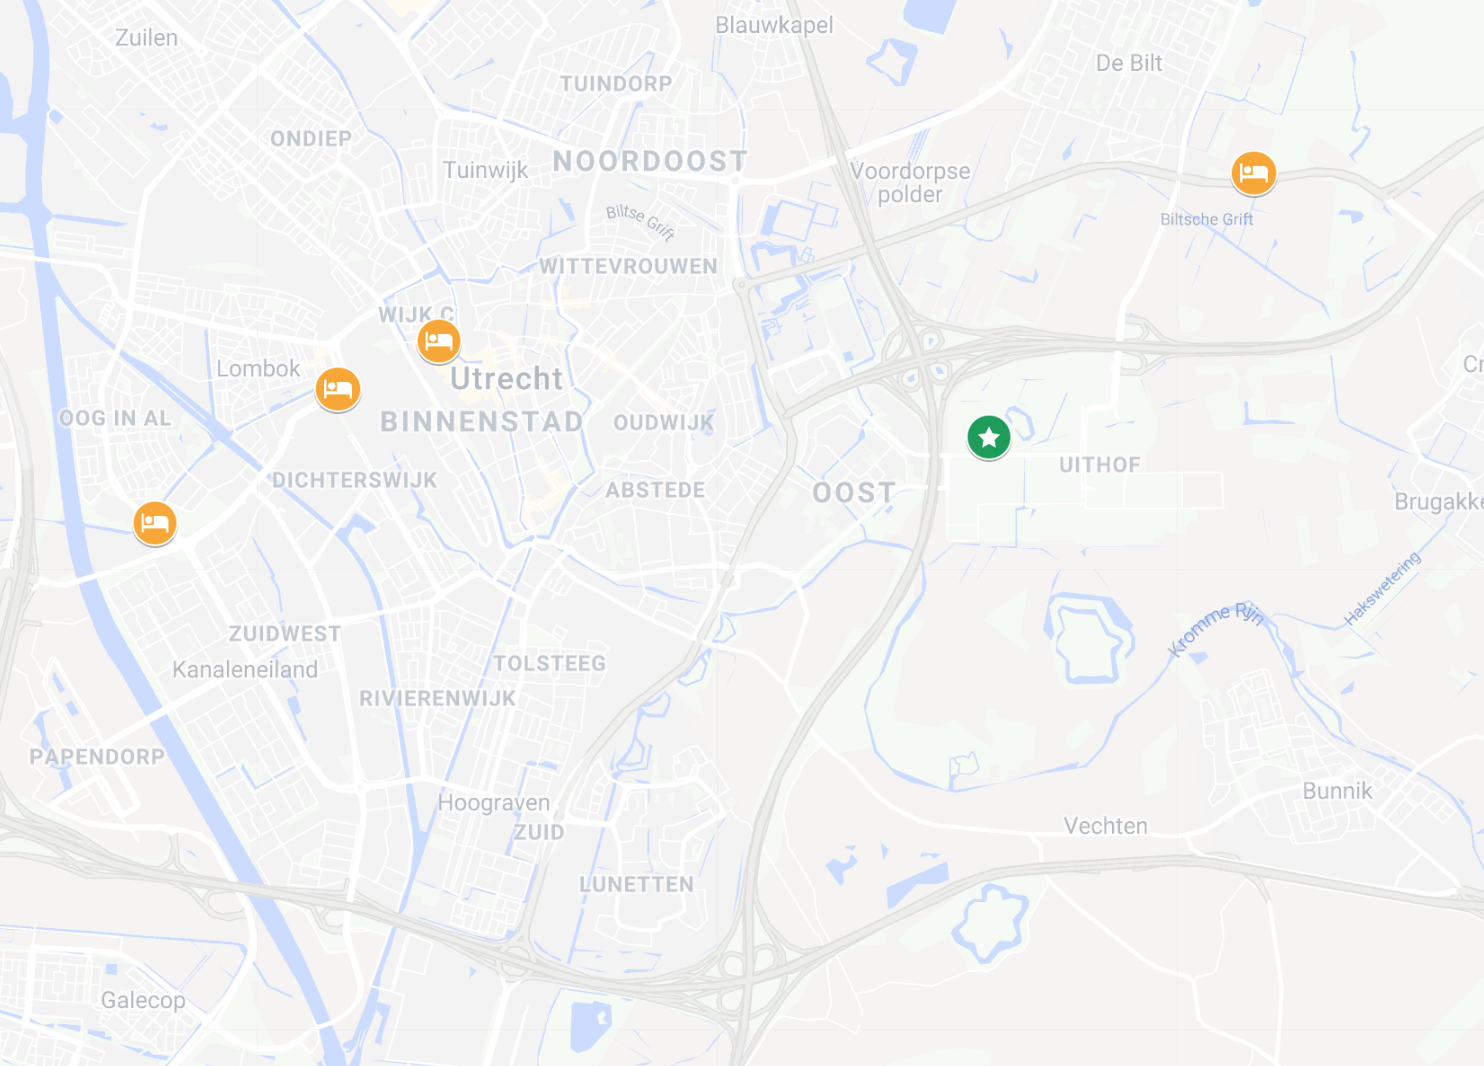 Blauwkapel
Zuilen
De Bilt
TUINDORP
ONDIEP
NOORDOOST
Tuinwijk
Voordorpse
polder
Biltse Grift
Biltsche Grift
WITTEVROUWEN
WIJK C
Lombok
Utrecht
OOG IN AL
BINNENSTAD
OUDWIJK
UITHOF
DICHTERSWIJK
ABSTEDE
OOST
Brugakke
Hakswetering
Kromme Rijn
ZUIDWEST
Kanaleneiland
TOLSTEEG
RIVIERENWIJK
PAPENDORP
Bunnik
Hoograven
ZUID
Vechten
LUNETTEN
Galecop